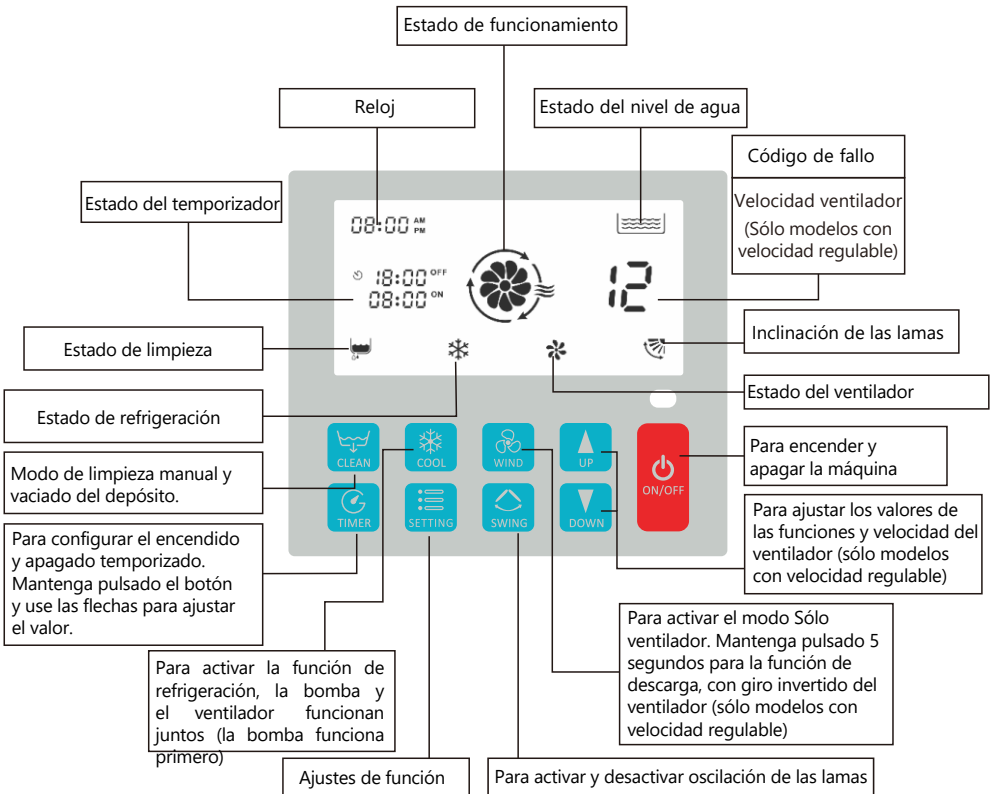 Estado de funcionamiento
Reloj
Estado del nivel de agua
Código de fallo
Velocidad ventilador
(Sólo modelos con
velocidad regulable)
Estado del temporizador
08:00 AM
PM
18:00 OFF
08:00 ON
12
Inclinación de las lamas
Estado de limpieza
Estado del ventilador
Estado de refrigeración
CLEAN
COOL
WIND
UP
ON/OFF
TIMER
SETTING
SWING
DOWN
Para encender y
apagar la máquina
Modo de limpieza manual y
vaciado del depósito.
Para ajustar los valores de
las funciones y velocidad del
ventilador (sólo modelos
con velocidad regulable)
Para configurar el encendido
y apagado temporizado.
Mantenga pulsado el botón
y use las flechas para ajustar
el valor.
Para activar el modo Sólo
ventilador. Mantenga pulsado 5
segundos para la función de
descarga, con giro invertido del
ventilador (sólo modelos con
velocidad regulable)
Para activar la función de
refrigeración, la bomba y
el ventilador funcionan
juntos (la bomba funciona
primero)
Ajustes de función
Para activar y desactivar oscilación de las lamas